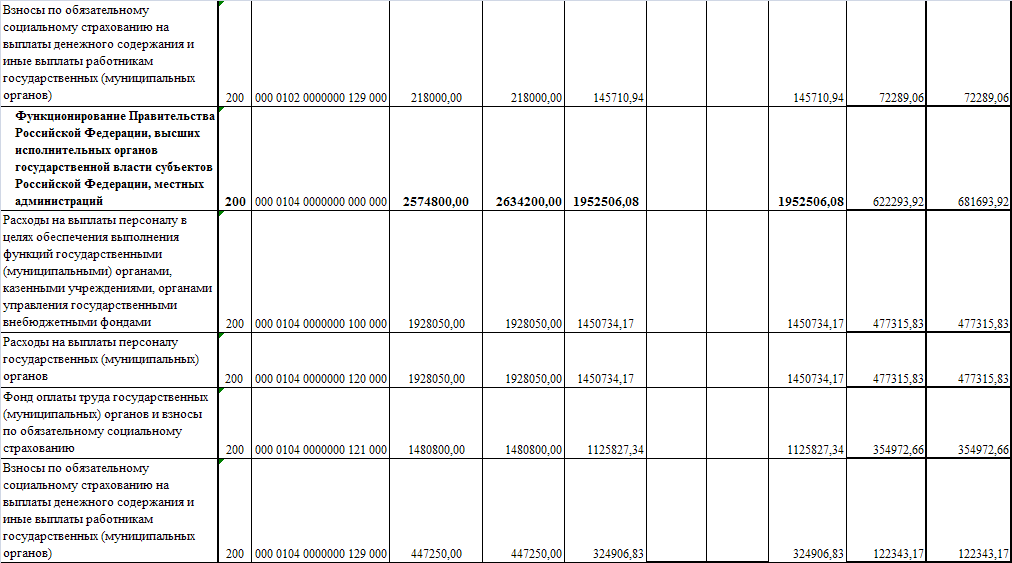 Взносы по обязательному
социальному страхованию на
выплаты денежного содержания и
иные выплаты работникам
государственных (муниципальных
органов) 200 000 0102 0000000 129 000 218000,00 218000,00 145710,94 145710,94 72289,06 72289,06
Функционирование Правительства
Российской Федерации, высших
исполнительных органов
государственной власти субъектов
Российской Федерации, местных
администраций 200 000 0104 0000000 000 000 2574800,00 2634200,00 1952506,08 1952506,08 622293,92 681693,92
Расходы на выплаты персоналу в
целях обеспечения выполнения
функций государственными
(муниципальными) органами,
казенными учреждениями, органами
управления государственными
внебюджетными фондами 200 000 0104 0000000 100 000 1928050,00 1928050,00 1450734,17 1450734,17 477315,83 477315,83
Расходы на выплаты персоналу
государственных (муниципальных)
органов 200 000 0104 0000000 120 000 1928050,00 1928050,00 1450734,17 1450734,17 477315,83 477315,83
Фонд оплаты труда государственных
(муниципальных) органов и взносы
по обязательному социальному
страхованию 200 000 0104 0000000 121 000 1480800,00 1480800,00 1125827,34 1125827,34 354972,66 354972,66
Взносы по обязательному
социальному страхованию на
выплаты денежного содержания и
иные выплаты работникам
государственных (муниципальных
органов) 200 000 0104 0000000 129 000 447250,00 447250,00 324906,83 324906,83 122343,17 122343,17